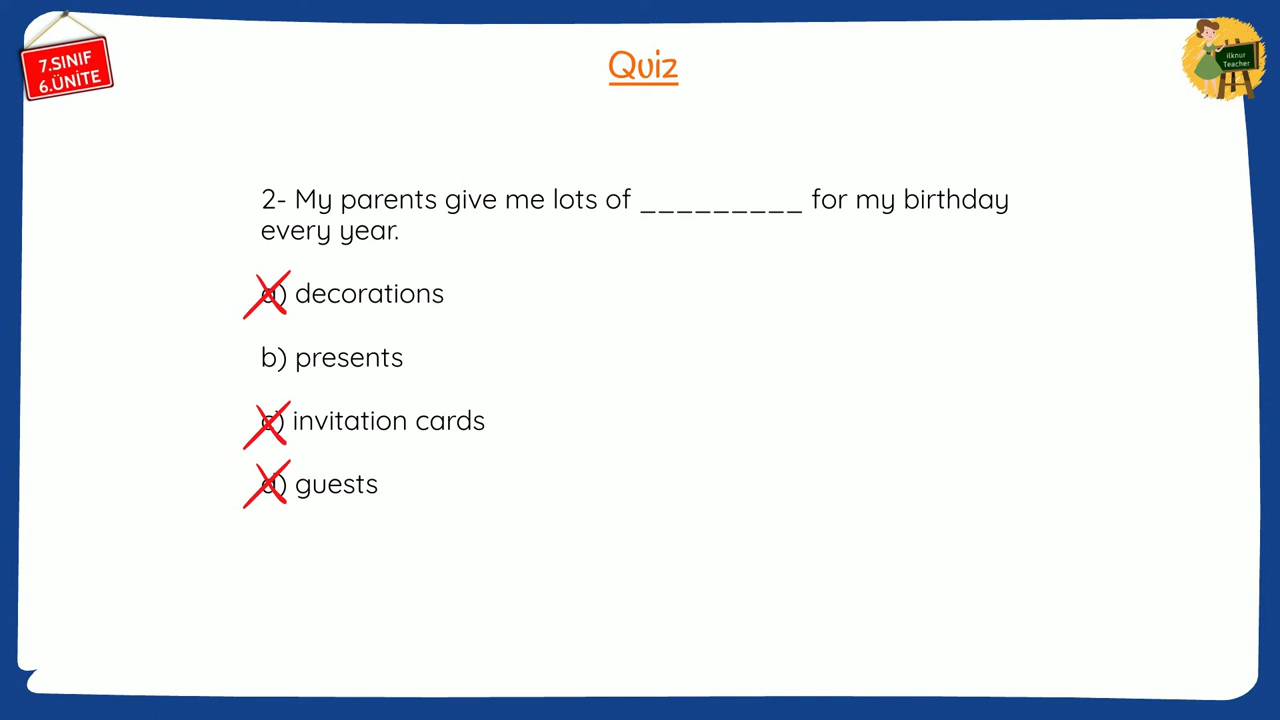 7.SINIF
6.ÜNİTE
Quiz
ilknur
Teacher
2- My parents give me lots of _________ for my birthday
every year.
a) decorations
b) presents
c) invitation cards
d) guests